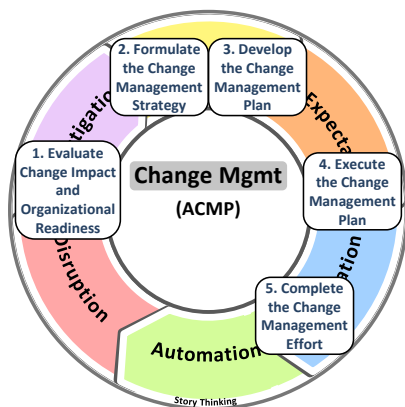 2. Formulate
the Change
Management
Strategy
3. Develop
the Change
Management
Plan
tigation
Expecta
1. Evaluate
Change Impact
and
Organizational
Readiness
Change Mgmt
(ACMP)
4. Execute
the Change
Management
Plan
Disruption
ation
5. Complete
the Change
Management
Effort
Automation
Story Thinking